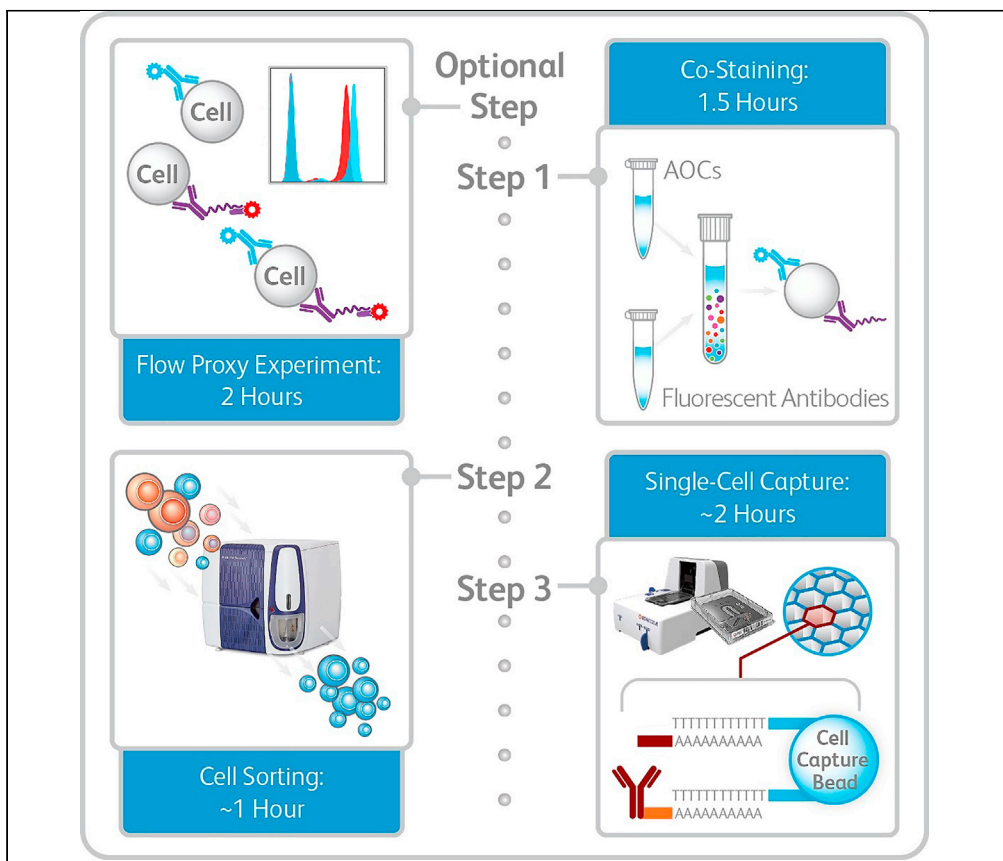 Optional
Step
Cell
Cell
Cell
Flow Proxy Experiment:
2 Hours
Step 1
Co-Staining:
1.5 Hours
AOCs
Fluorescent Antibodies
Step 2
Cell Sorting:
~1 Hour
Step 3
Single-Cell Capture:
~2 Hours
TTTTTTTTTTT
AAAAAAAAAA
Cell
Capture
Bead
TTTTTTTTTTT
AAAAAAAAAA